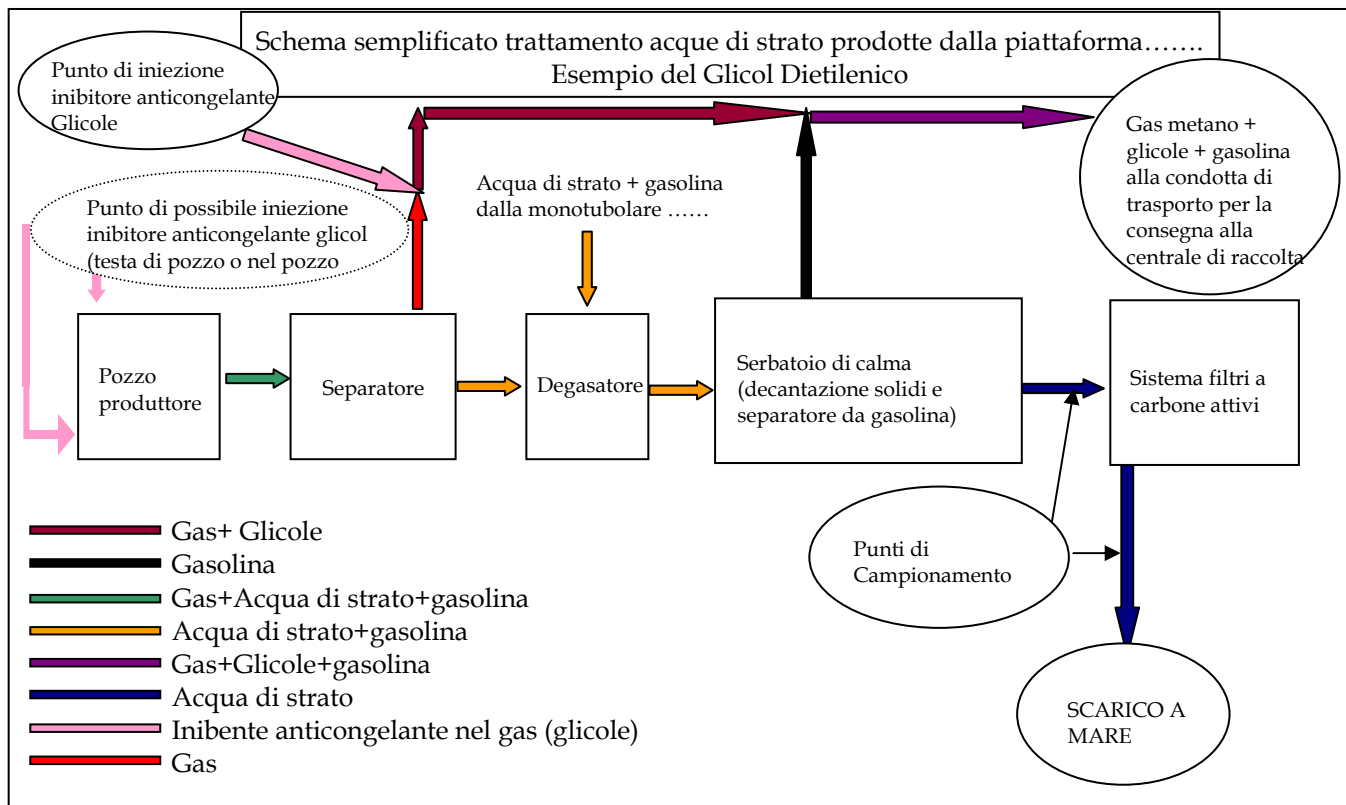 Schema semplificato trattamento acque di strato prodotte dalla piattaforma…….
Esempio del Glicol Dietilenico
Punto di iniezione
inibitore anticongelante
Glicole
Punto di possibile iniezione
inibitore anticongelante glicol
(testa di pozzo o nel pozzo
Acqua di strato + gasolina
dalla monotubolare ……
Gas metano +
glicole + gasolina
alla condotta di
trasporto per la
consegna alla
centrale di raccolta
Pozzo
produttore
Separatore
Degasatore
Serbatoio di calma
(decantazione solidi e
separatore da gasolina)
Sistema filtri a
carbone attivi
Gas+ Glicole
Gasolina
Gas+Acqua di strato+gasolina
Acqua di strato+gasolina
Gas+Glicole+gasolina
Acqua di strato
Inibente anticongelante nel gas (glicole)
Gas
Punti di
Campionamento
SCARICO A
MARE